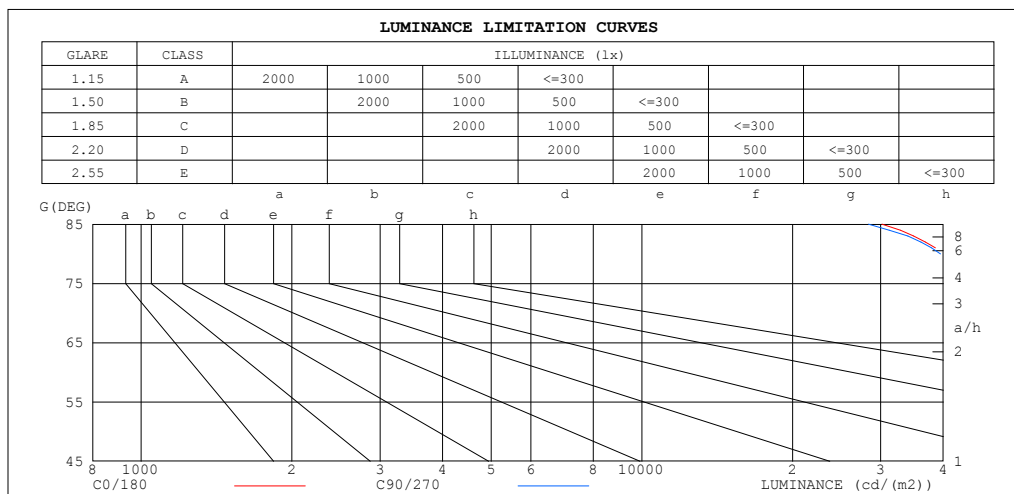 LUMINANCE LIMITATION CURVES
GLARE CLASS ILLUMINANCE (lx)
1.15 A 2000 1000 500 <=300
1.50 B 2000 1000 500 <=300
1.85 C 2000 1000 500 <=300
2.20 D 2000 1000 500 <=300
2.55 E 2000 1000 500 <=300
a b c d e f g h
G(DEG)
a b c d e f g h
85
8
6
75
4
3
a/h
65
2
55
45 1
8 1000 2 3 4 5 6 8 10000 2 3 4
C0/180 C90/270 LUMINANCE (cd/(m2))